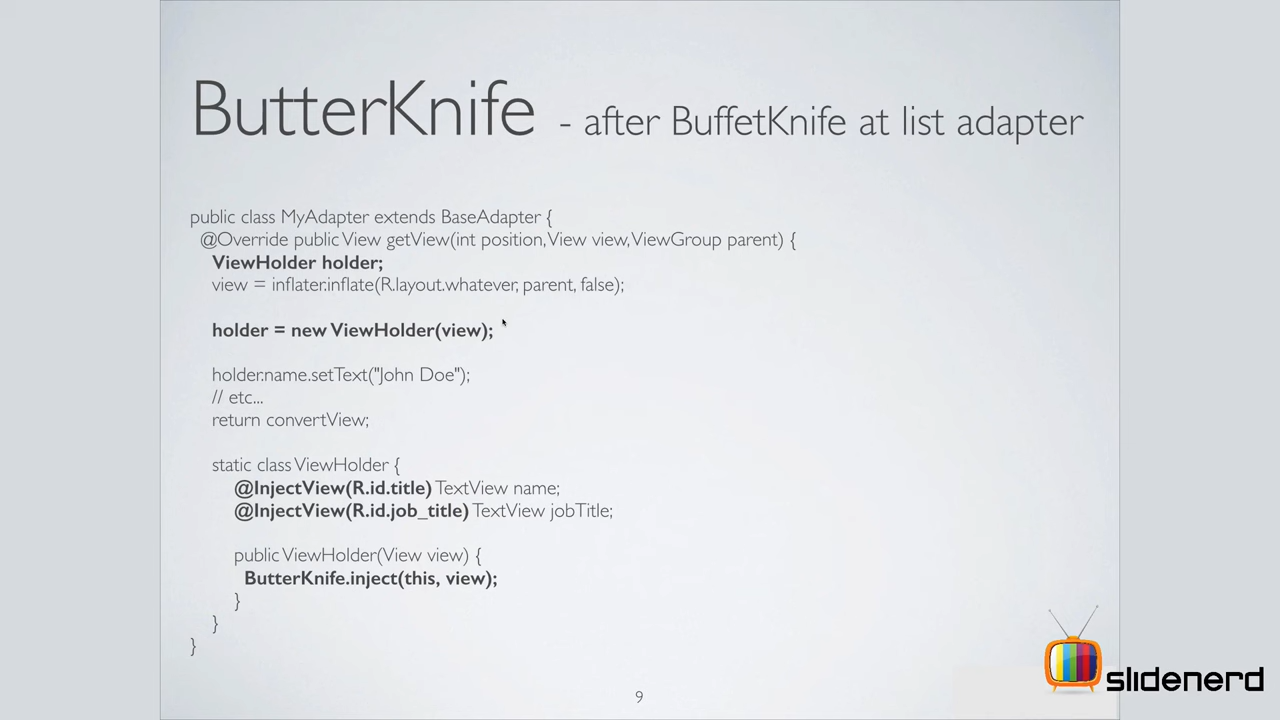 ButterKnife - after BuffetKnife at list adapter
public class MyAdapter extends BaseAdapter {
@Override public View getView(int position, View view, ViewGroup parent) {
ViewHolder holder;
view = inflater.inflate(R.layout.whatever, parent, false);
holder = new ViewHolder(view);
holder.name.setText("John Doe");
// etc...
return convertView;
static class ViewHolder {
@InjectView(R.id.title) TextView name;
@InjectView(R.id.job_title) TextView jobTitle;
public ViewHolder(View view) {
ButterKnife.inject(this, view);
}
}
}
slidenerd
9